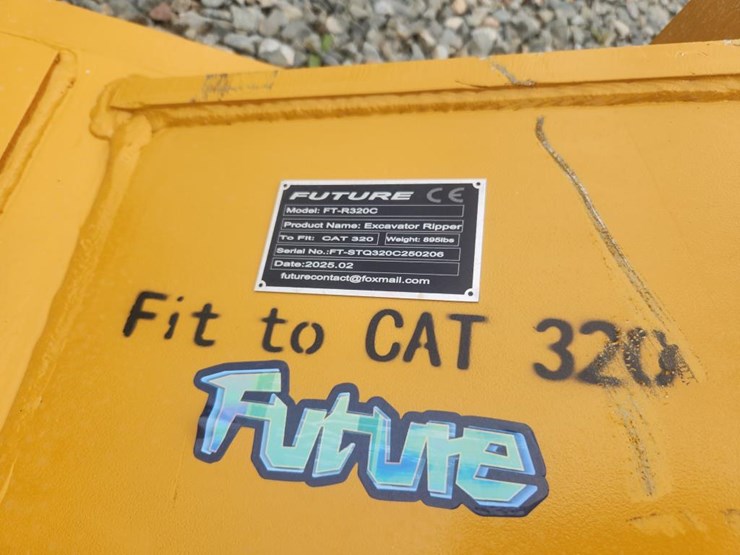 FUTURE CE
Model: FT-R320C
Product Name: Excavator Ripper
To Fit: CAT 320 Weight: 895lbs
Serial No.:FT-STQ320C250206
Date:2025.02
futurecontact@foxmail.com
Fit to CAT 320
Future